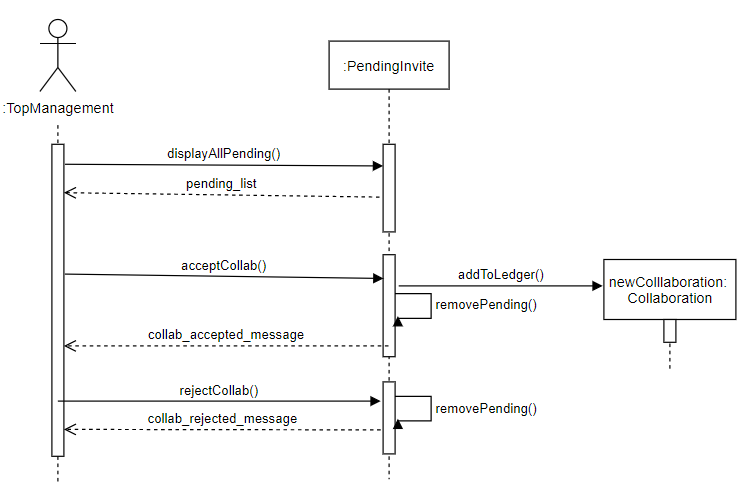 :PendingInvite
:TopManagement
displayAllPending()
pending_list
acceptCollab()
addToLedger()
newColllaboration:
Collaboration
removePending()
collab_accepted_message
rejectCollab()
removePending()
collab_rejected_message